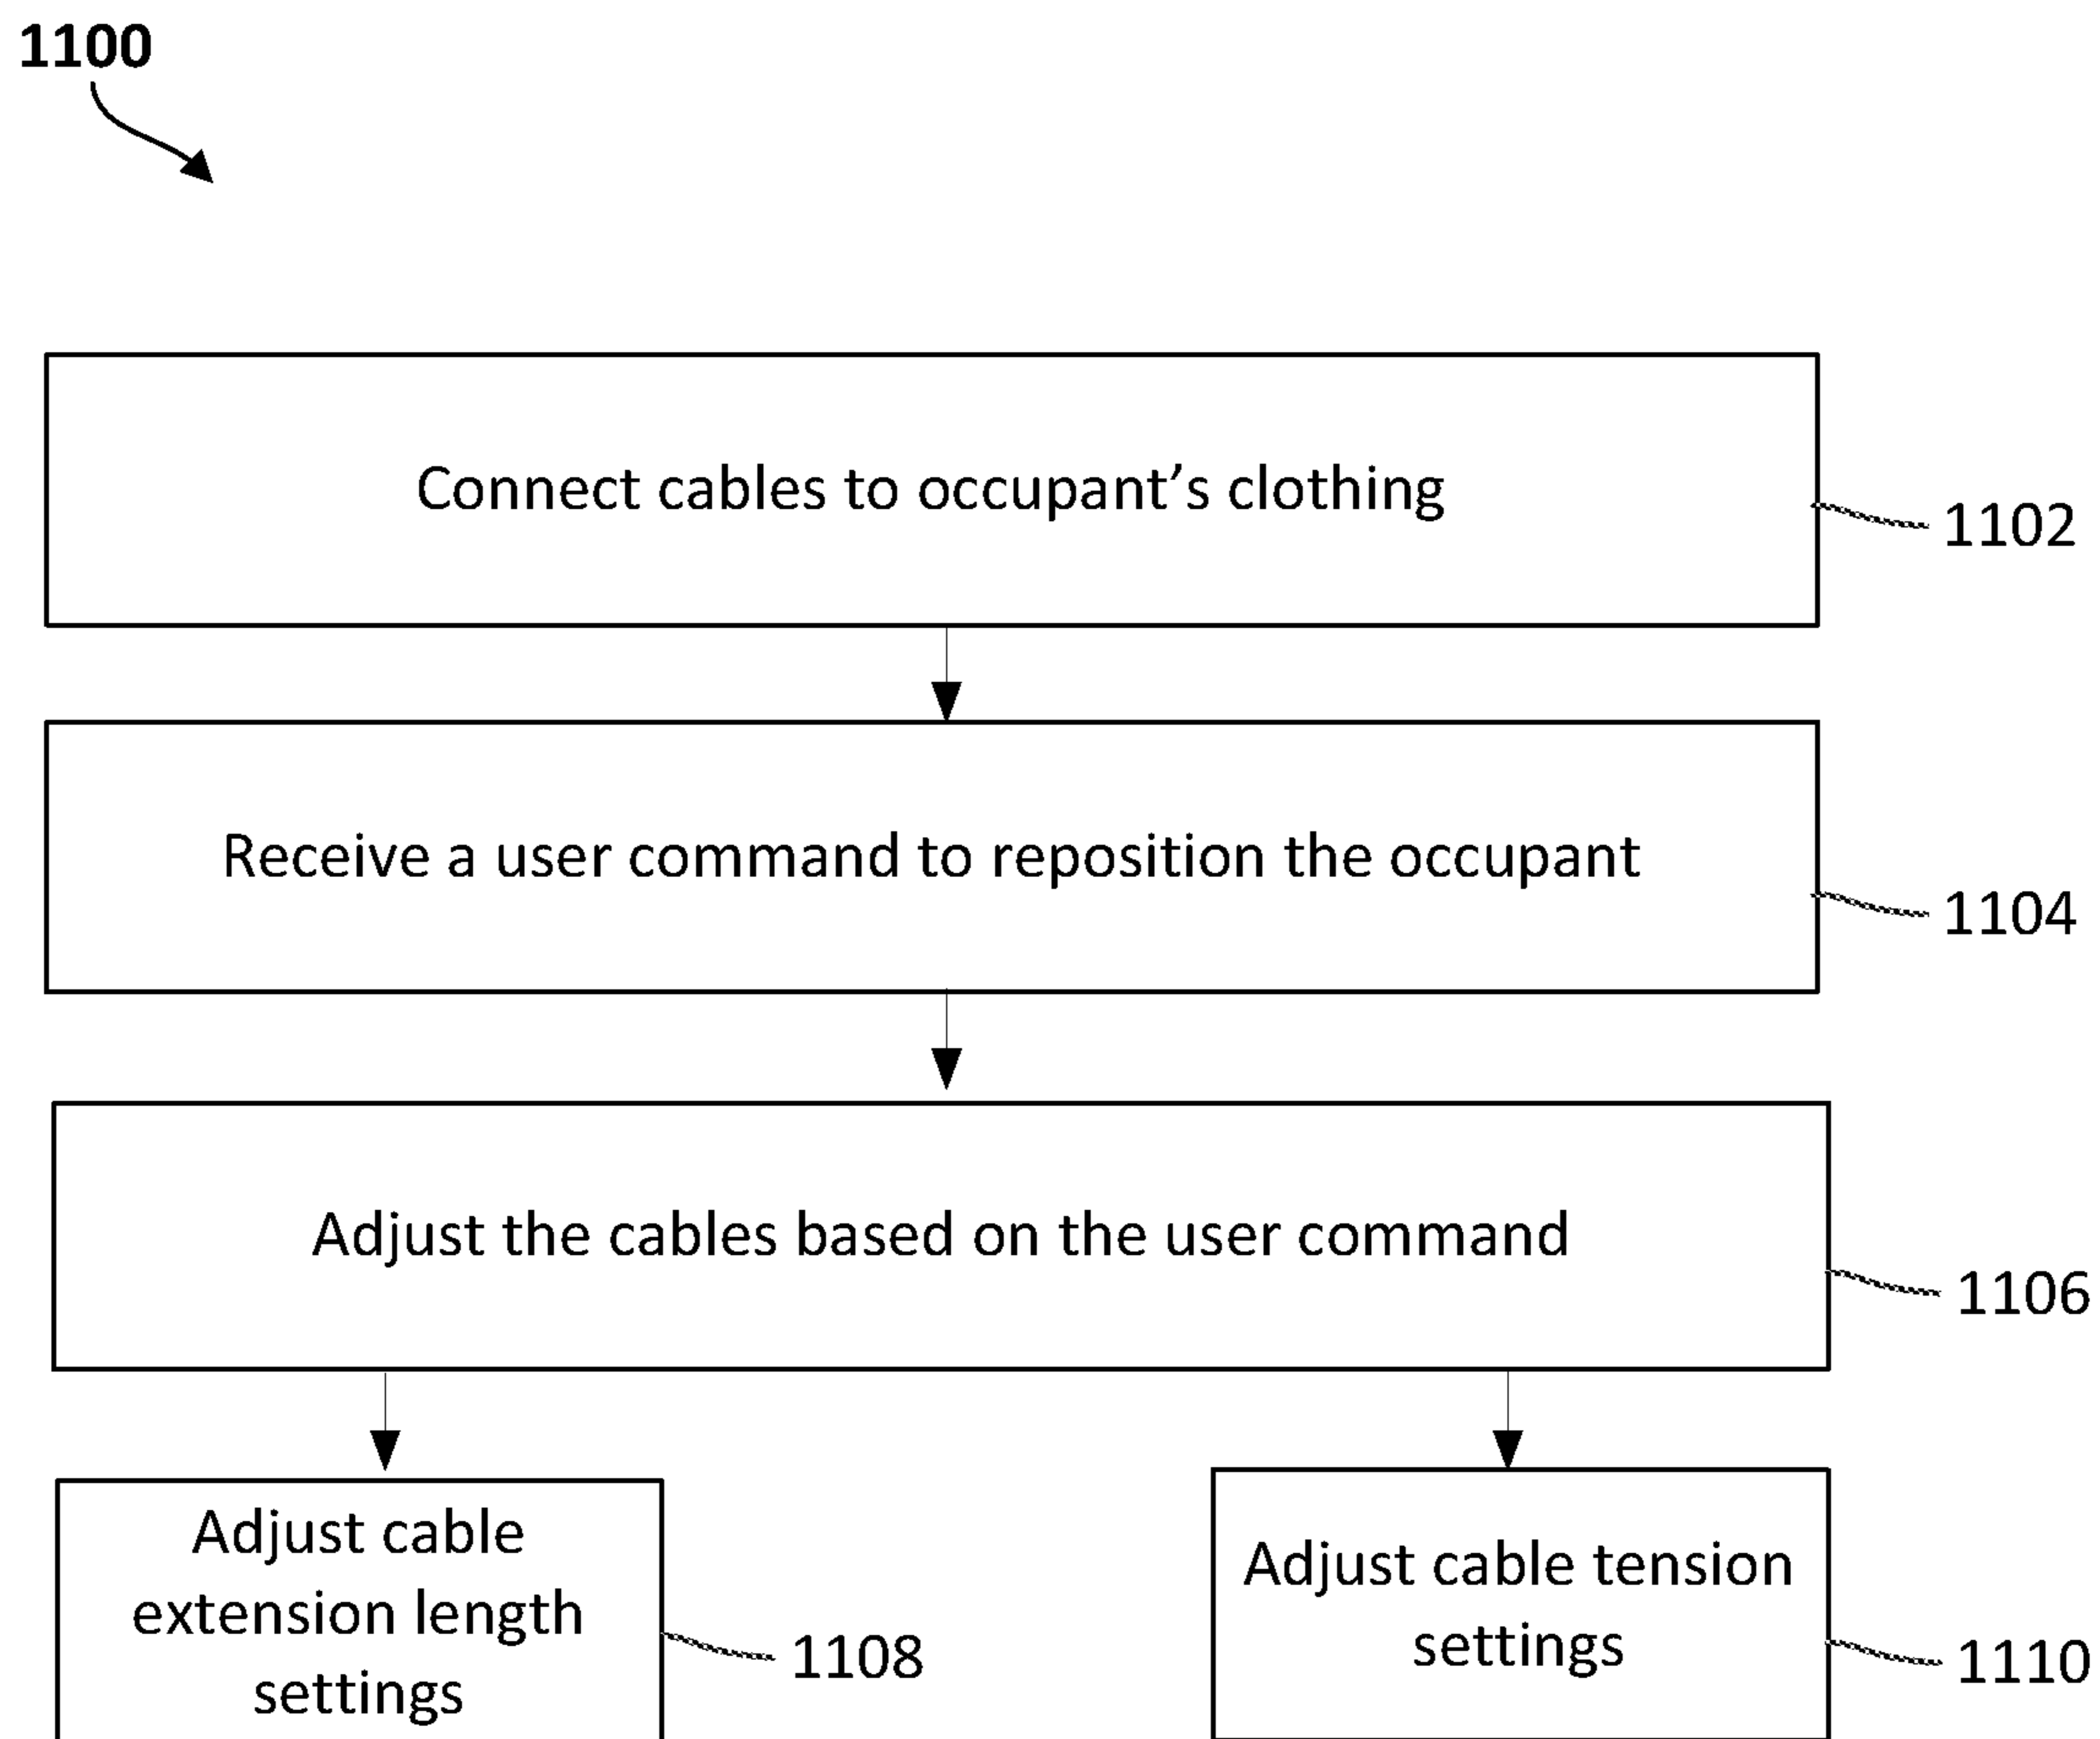 1100
Connect cables to occupant’s clothing
1102
Receive a user command to reposition the occupant
1104
Adjust the cables based on the user command
1106
Adjust cable
extension length
settings
1108
Adjust cable tension
settings
1110